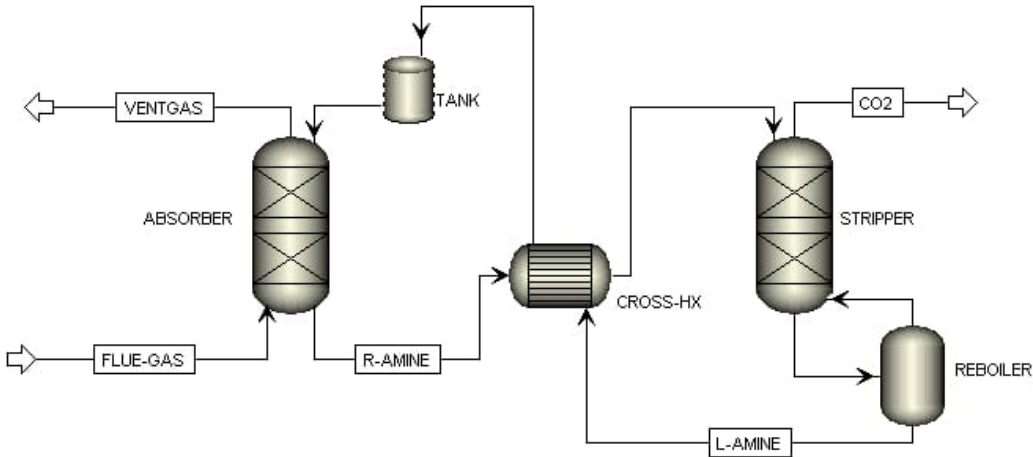 TANK
VENTGAS
CO2
ABSORBER
STRIPPER
CROSS-HX
FLUE-GAS
R-AMINE
REBOILER
L-AMINE